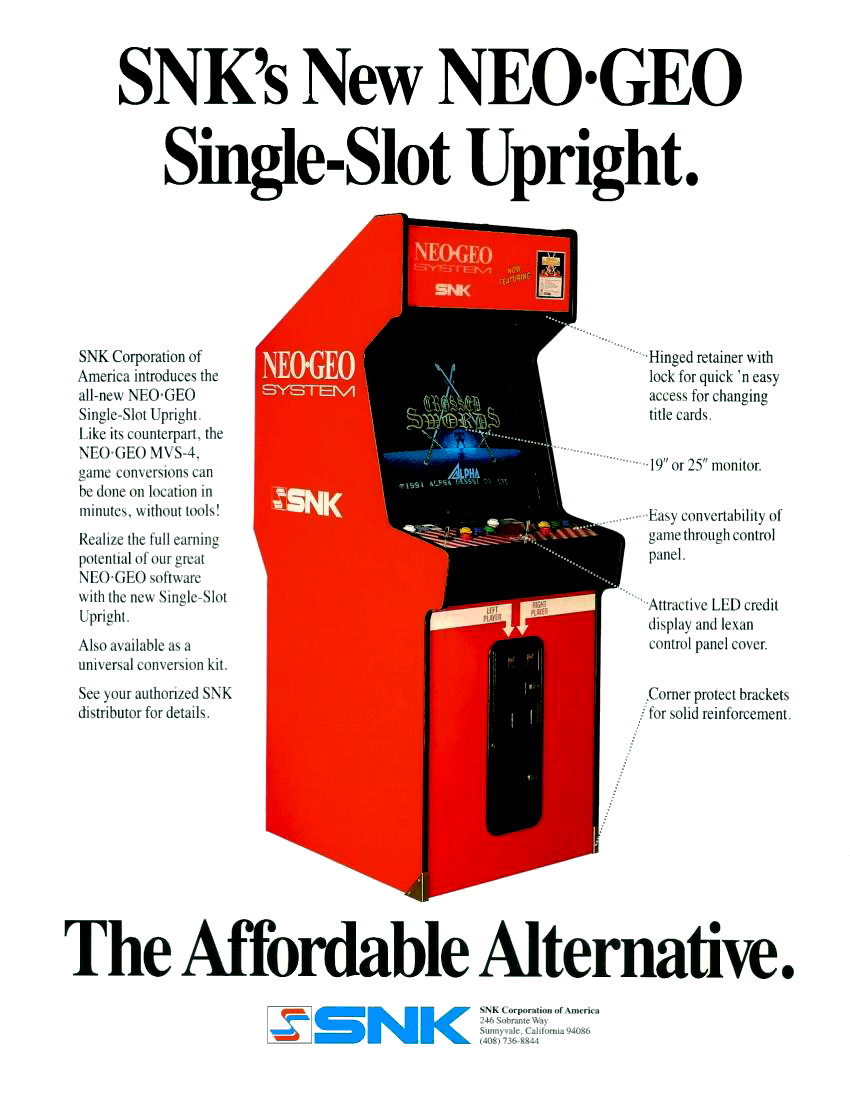 SNK's New NEO·GEO
Single-Slot Upright.
NEO·GEO
SYSTEM
SNK
NOW
FEATURING
NEO·GEO
SYSTEM
SNK
CROSSED
SWORDS
ALPHA
©1991 ALPHA DENSHI CO. LTD
LEFT
PLAYER
RIGHT
PLAYER
SNK Corporation of
America introduces the
all-new NEO·GEO
Single-Slot Upright.
Like its counterpart, the
NEO·GEO MVS-4,
game conversions can
be done on location in
minutes, without tools!
Realize the full earning
potential of our great
NEO·GEO software
with the new Single-Slot
Upright.
Also available as a
universal conversion kit.
See your authorized SNK
distributor for details.
Hinged retainer with
lock for quick 'n easy
access for changing
title cards.
19" or 25" monitor.
Easy convertability of
game through control
panel.
Attractive LED credit
display and lexan
control panel cover.
Corner protect brackets
for solid reinforcement.
The Affordable Alternative.
SNK
SNK Corporation of America
246 Sobrante Way
Sunnyvale, California 94086
(408) 736-8844